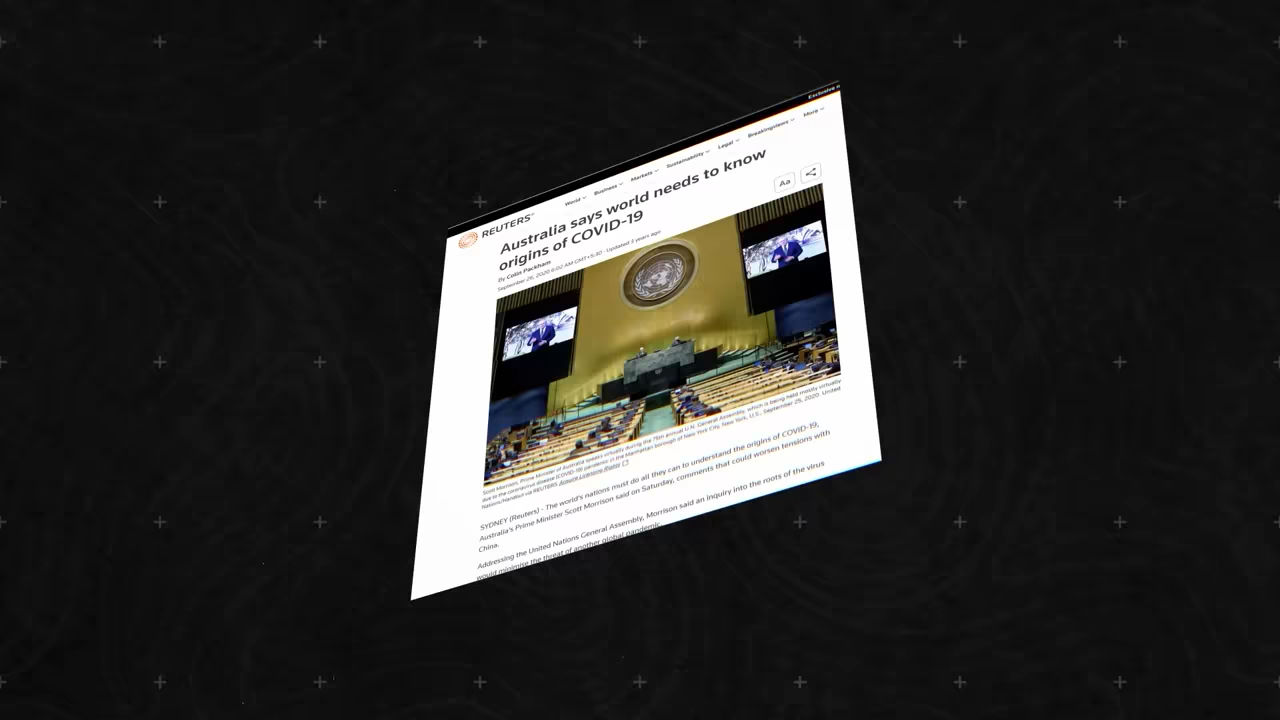 Exclusive
REUTERS®
World Business Markets Sustainability Legal Breakingviews More
Australia says world needs to know
origins of COVID-19
Aa
By Colin Packham
September 26, 2020 6:02 AM GMT+5:30 · Updated 3 years ago
Scott Morrison, Prime Minister of Australia speaks virtually during the 75th annual U.N. General Assembly, which is being held mostly virtually
due to the coronavirus disease (COVID-19) pandemic in the Manhattan borough of New York City, New York, U.S., September 25, 2020. United
Nations/Handout via REUTERS Acquire Licensing Rights
SYDNEY (Reuters) - The world's nations must do all they can to understand the origins of COVID-19,
Australia's Prime Minister Scott Morrison said on Saturday, comments that could worsen tensions with
China.
Addressing the United Nations General Assembly, Morrison said an inquiry into the roots of the virus
would minimise the threat of another global pandemic.